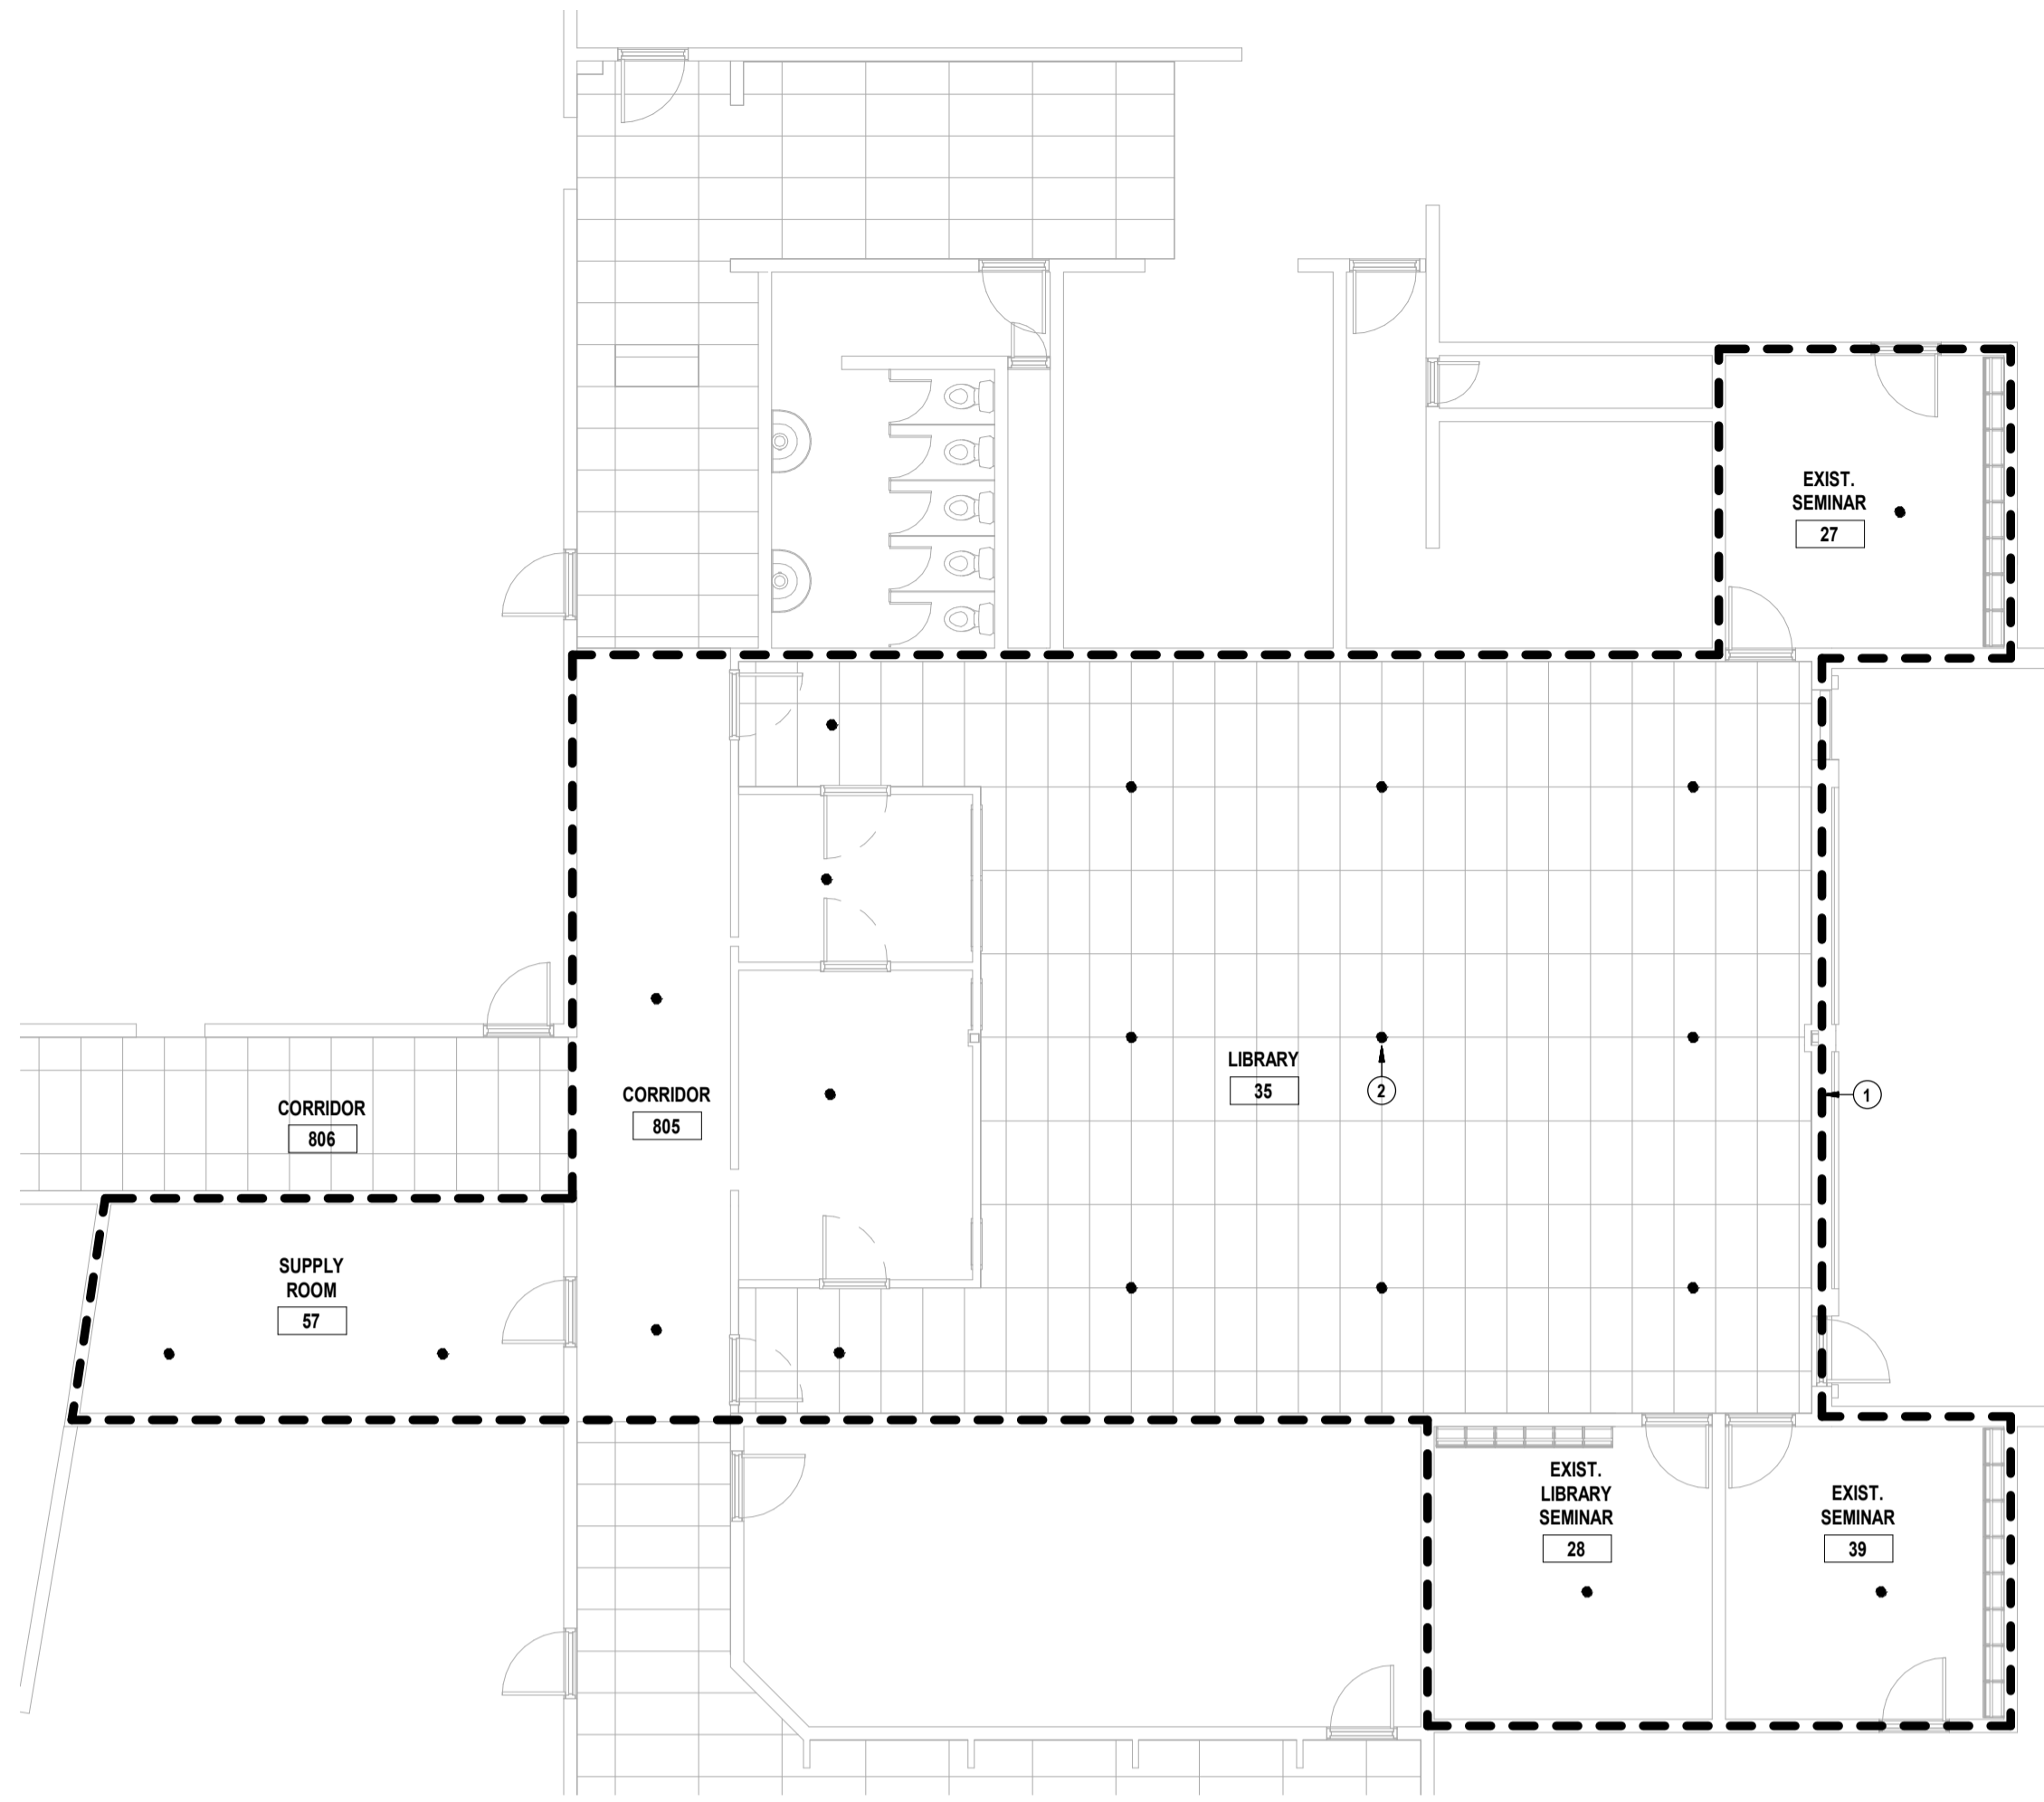 EXIST.
SEMINAR
27
LIBRARY
35
2
1
CORRIDOR
805
CORRIDOR
806
SUPPLY
ROOM
57
EXIST.
LIBRARY
SEMINAR
28
EXIST.
SEMINAR
39